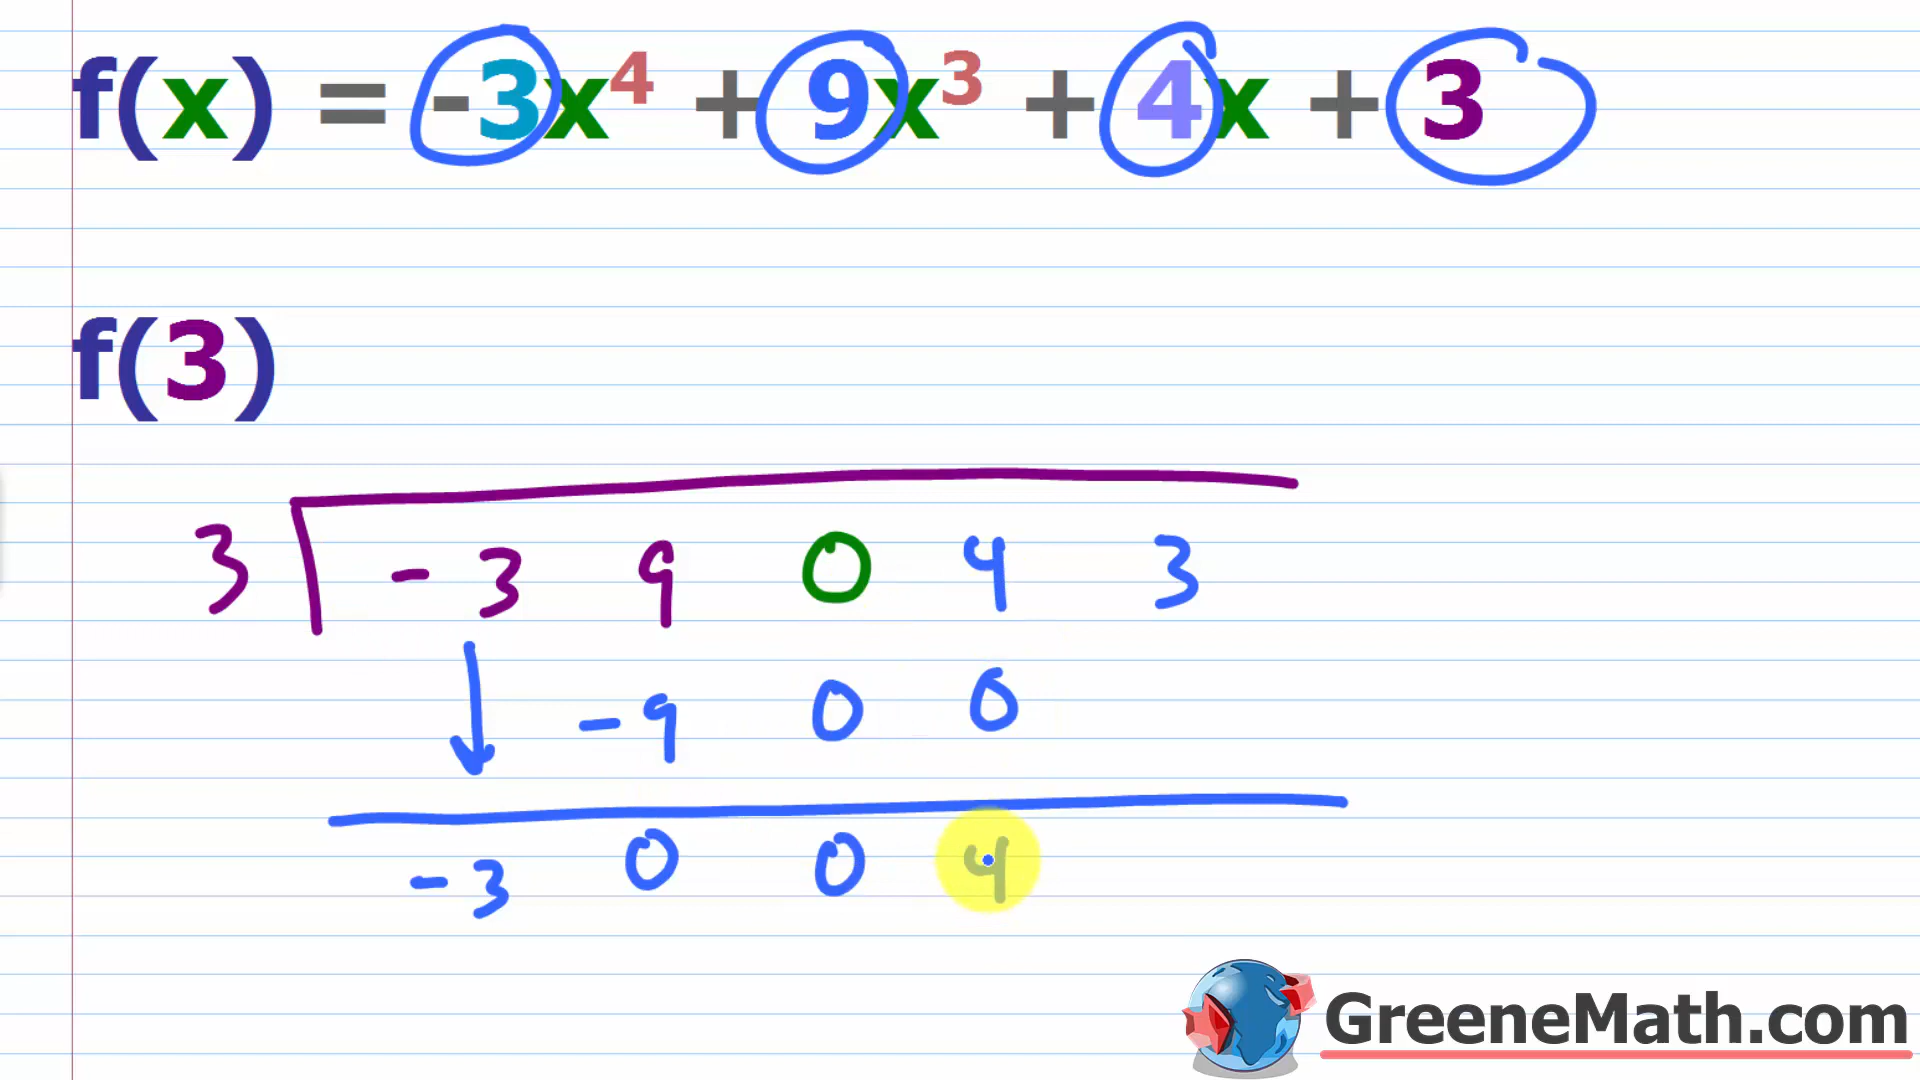 f(x) = -3x⁴ + 9x³ + 4x + 3
f(3)
3 -3 9 0 4 3
-9 0 0
-3 0 0 4
GreeneMath.com